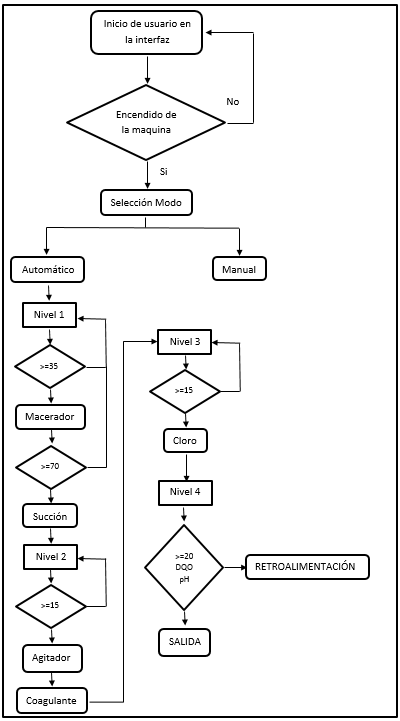 Inicio de usuario en
la interfaz
No
Encendido de
la maquina
Si
Selección Modo
Automático
Manual
Nivel 1
>=35
Macerador
>=70
Succión
Nivel 2
>=15
Agitador
Coagulante
Nivel 3
>=15
Cloro
Nivel 4
>=20
DQO
pH
RETROALIMENTACIÓN
SALIDA